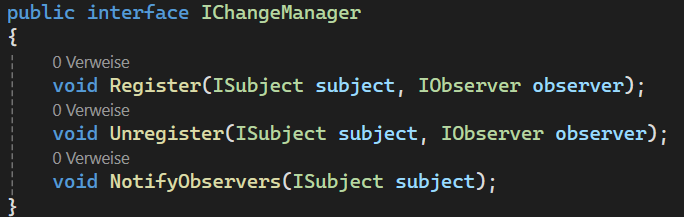 public interface IChangeManager
{
0 Verweise
void Register(ISubject subject, IObserver observer);
0 Verweise
void Unregister(ISubject subject, IObserver observer);
0 Verweise
void NotifyObservers(ISubject subject);
}